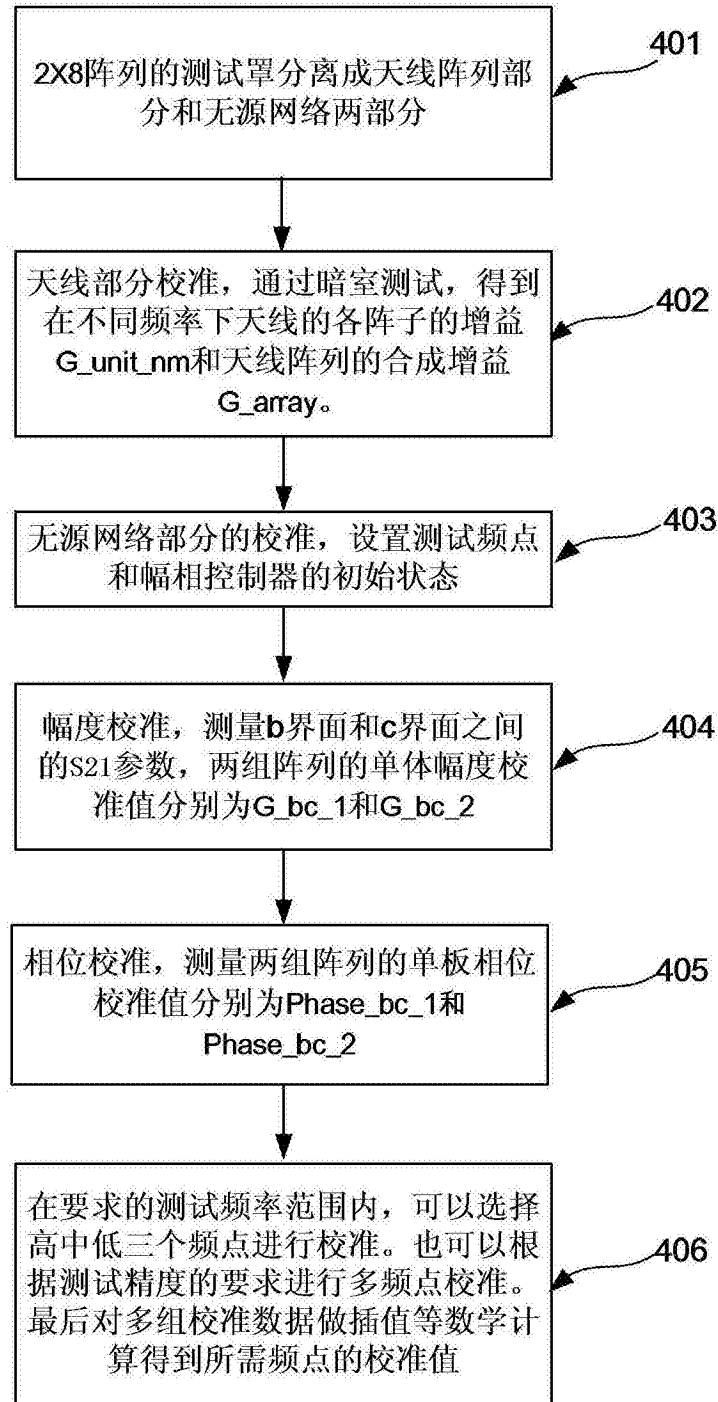 2X8阵列的测试罩分离成天线阵列部
分和无源网络两部分
401
天线部分校准，通过暗室测试，得到
在不同频率下天线的各阵子的增益
G_unit_nm和天线阵列的合成增益
G_array。
402
无源网络部分的校准，设置测试频点
和幅相控制器的初始状态
403
幅度校准，测量b界面和c界面之间
的S21参数，两组阵列的单体幅度校
准值分别为G_bc_1和G_bc_2
404
相位校准，测量两组阵列的单板相位
校准值分别为Phase_bc_1和
Phase_bc_2
405
在要求的测试频率范围内，可以选择
高中低三个频点进行校准。也可以根
据测试精度的要求进行多频点校准。
最后对多组校准数据做插值等数学计
算得到所需频点的校准值
406